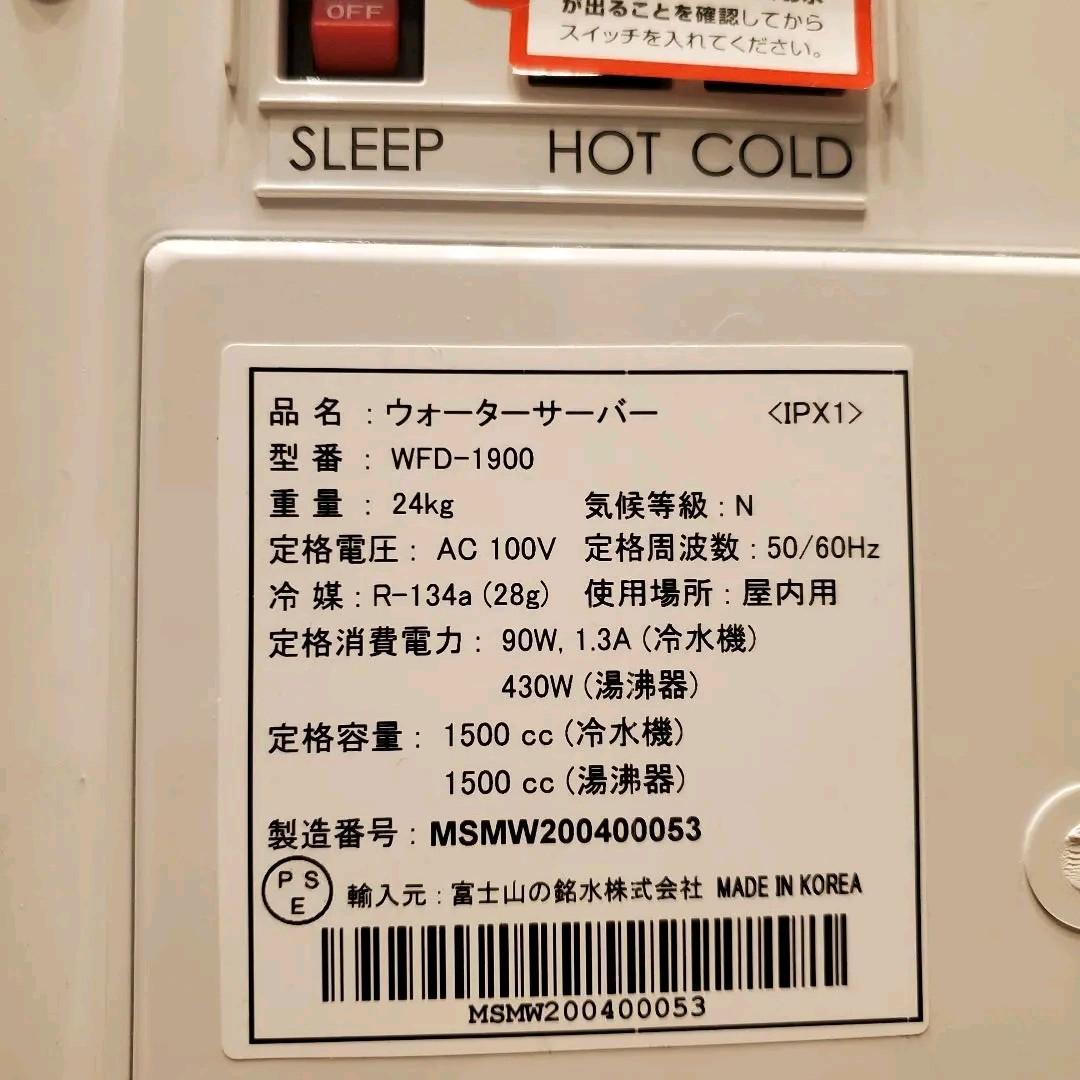 OFF
が出ることを確認してから
スイッチを入れてください。
SLEEP HOT COLD
品 名 : ウォーターサーバー 〈IPX1〉
型 番 : WFD-1900
重 量 : 24kg 気候等級 : N
定格電圧 : AC 100V 定格周波数 : 50/60Hz
冷 媒 : R-134a (28g) 使用場所 : 屋内用
定格消費電力 : 90W, 1.3A (冷水機)
430W (湯沸器)
定格容量 : 1500 cc (冷水機)
1500 cc (湯沸器)
製造番号 : MSMW200400053
PSE 輸入元 : 富士山の銘水株式会社 MADE IN KOREA
MSMW200400053